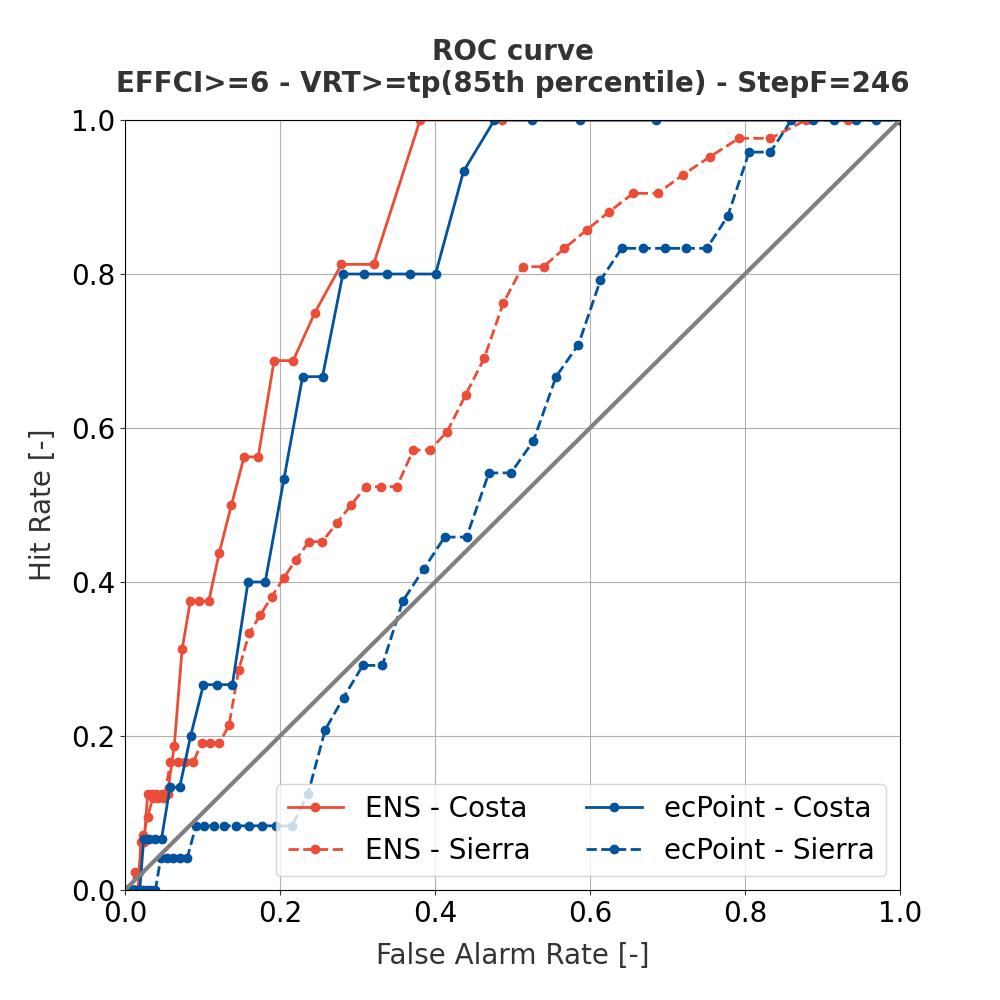 ROC curve
EFFCI>=6 - VRT>=tp(85th percentile) - StepF=246
1.0
0.8
0.6
0.4
0.2
0.0
Hit Rate [-]
0.0 0.2 0.4 0.6 0.8 1.0
False Alarm Rate [-]
ENS - Costa
ENS - Sierra
ecPoint - Costa
ecPoint - Sierra